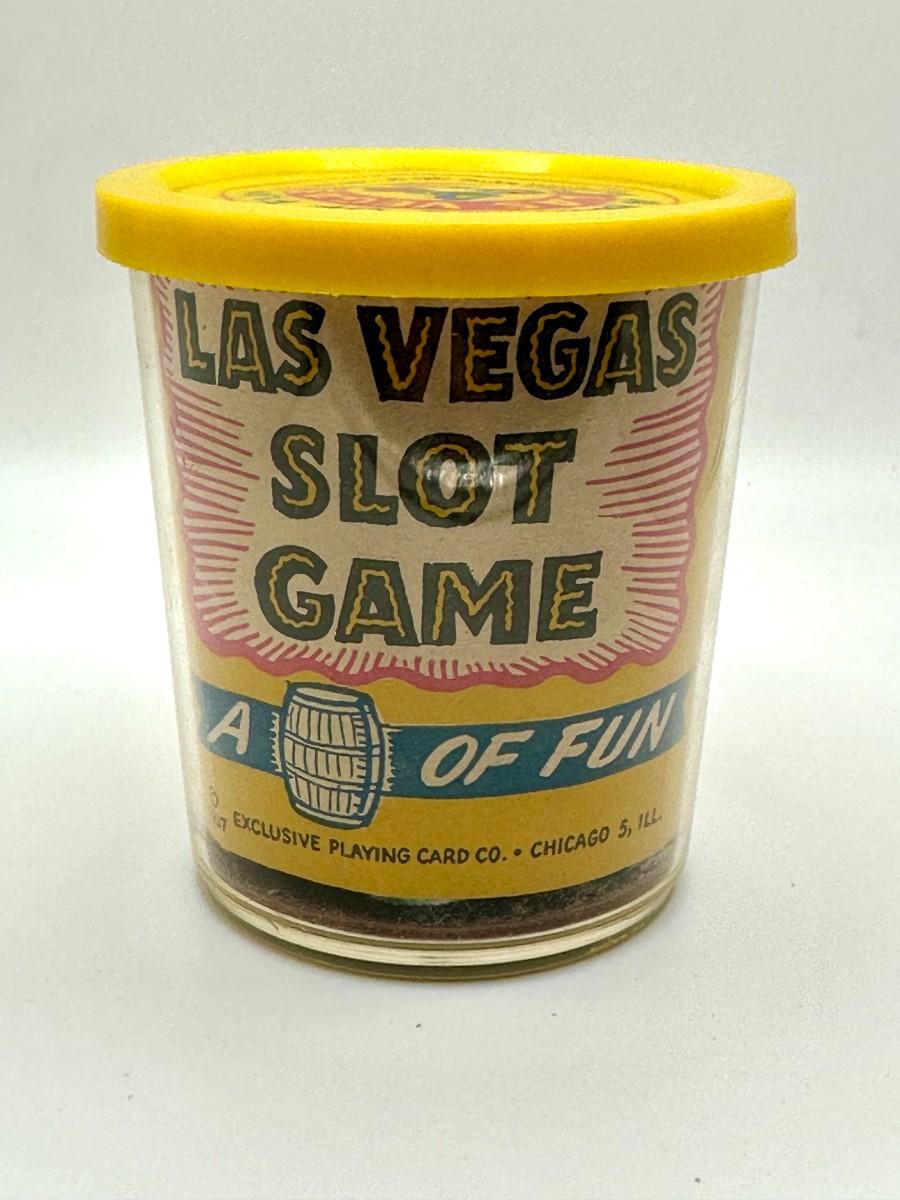 LAS VEGAS
SLOT
GAME
A OF FUN
©
EXCLUSIVE PLAYING CARD CO. • CHICAGO 5, ILL.